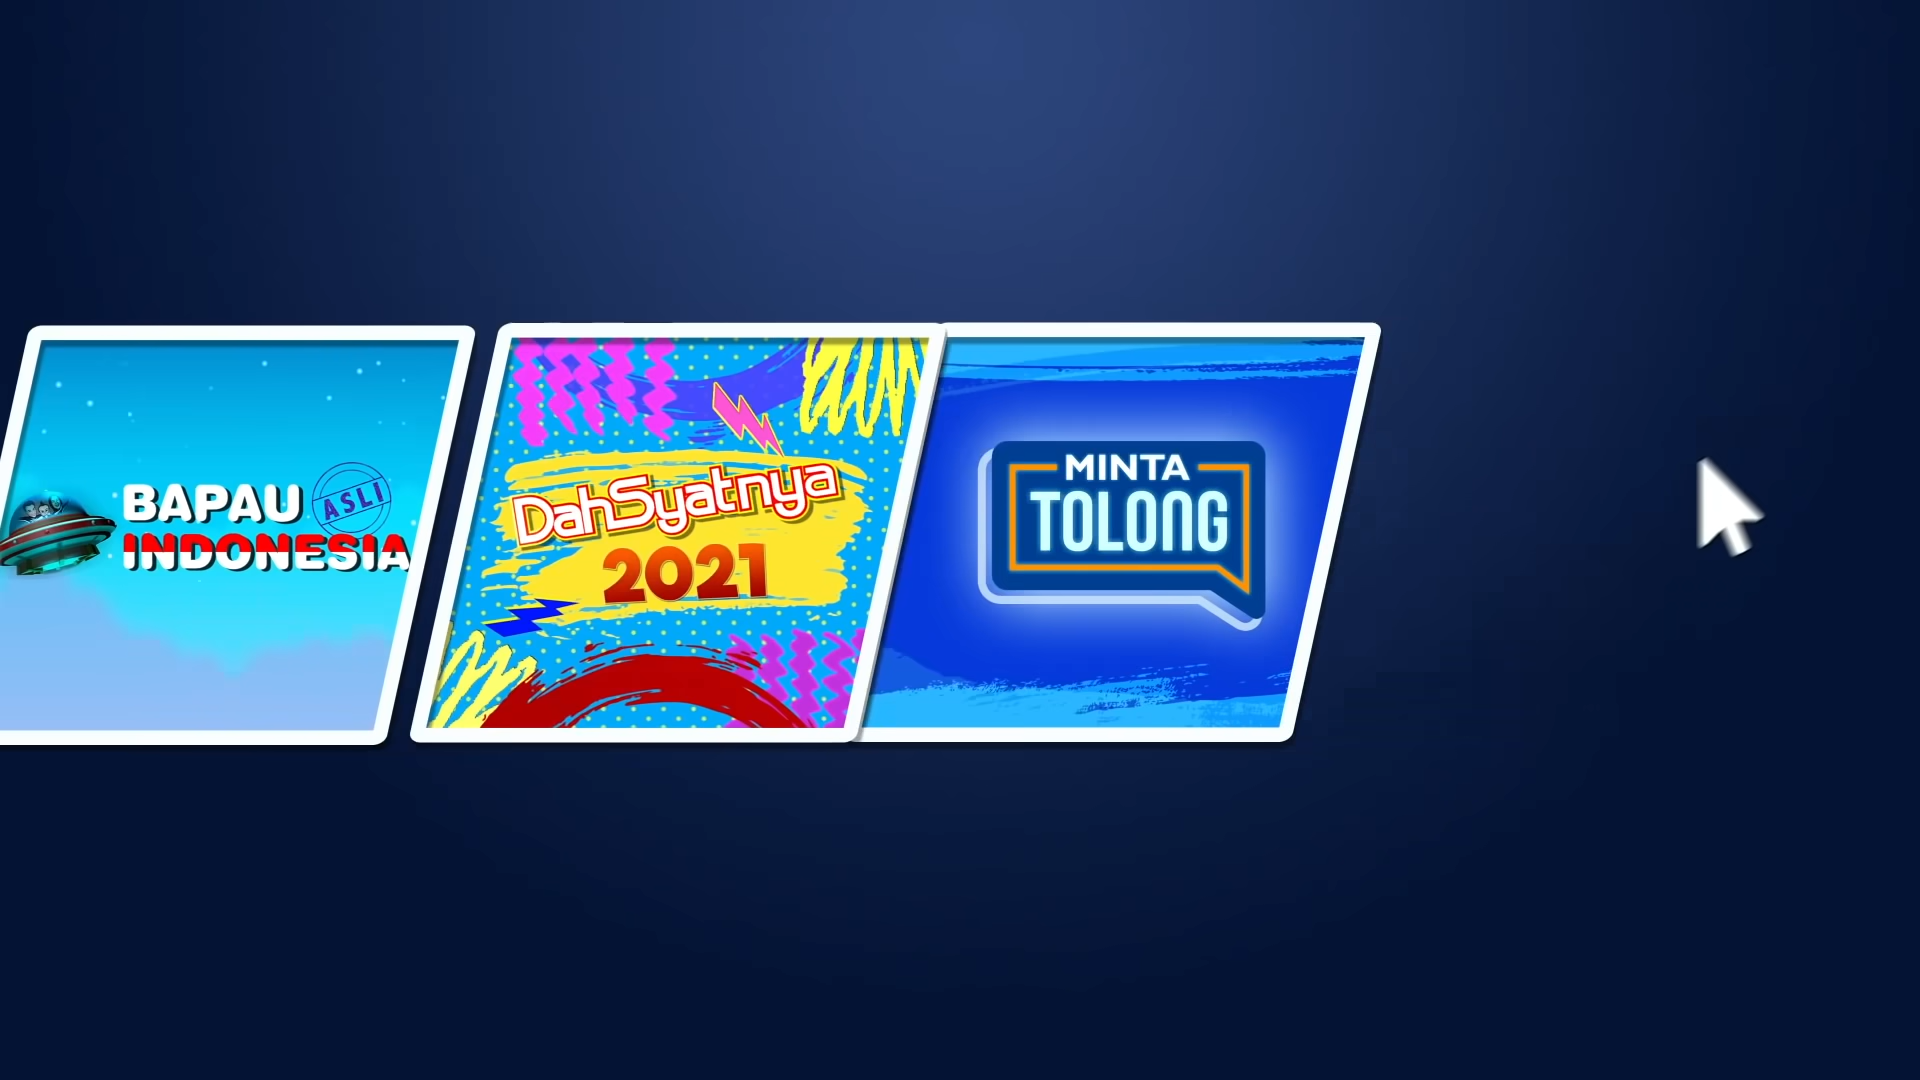 BAPAU
ASLI
INDONESIA
DahSyatnya
2021
MINTA
TOLONG